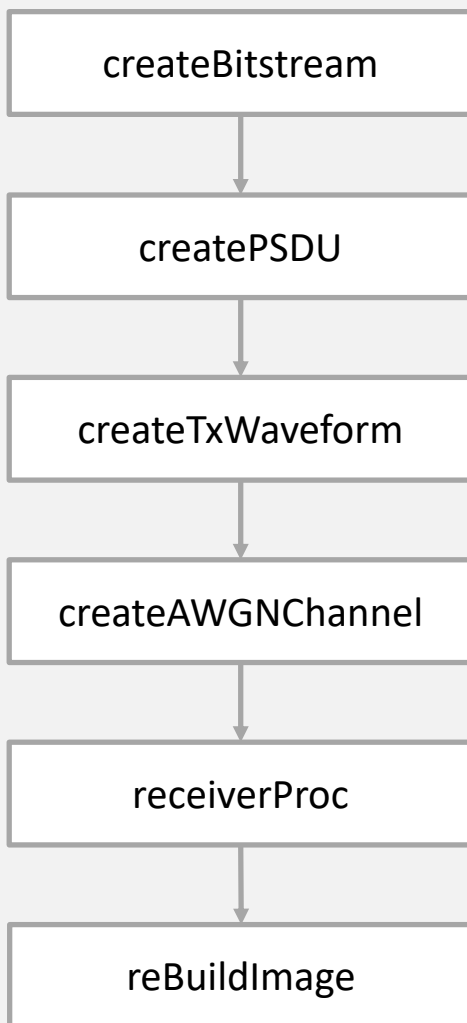 createBitstream
createPSDU
createTxWaveform
createAWGNChannel
receiverProc
reBuildImage